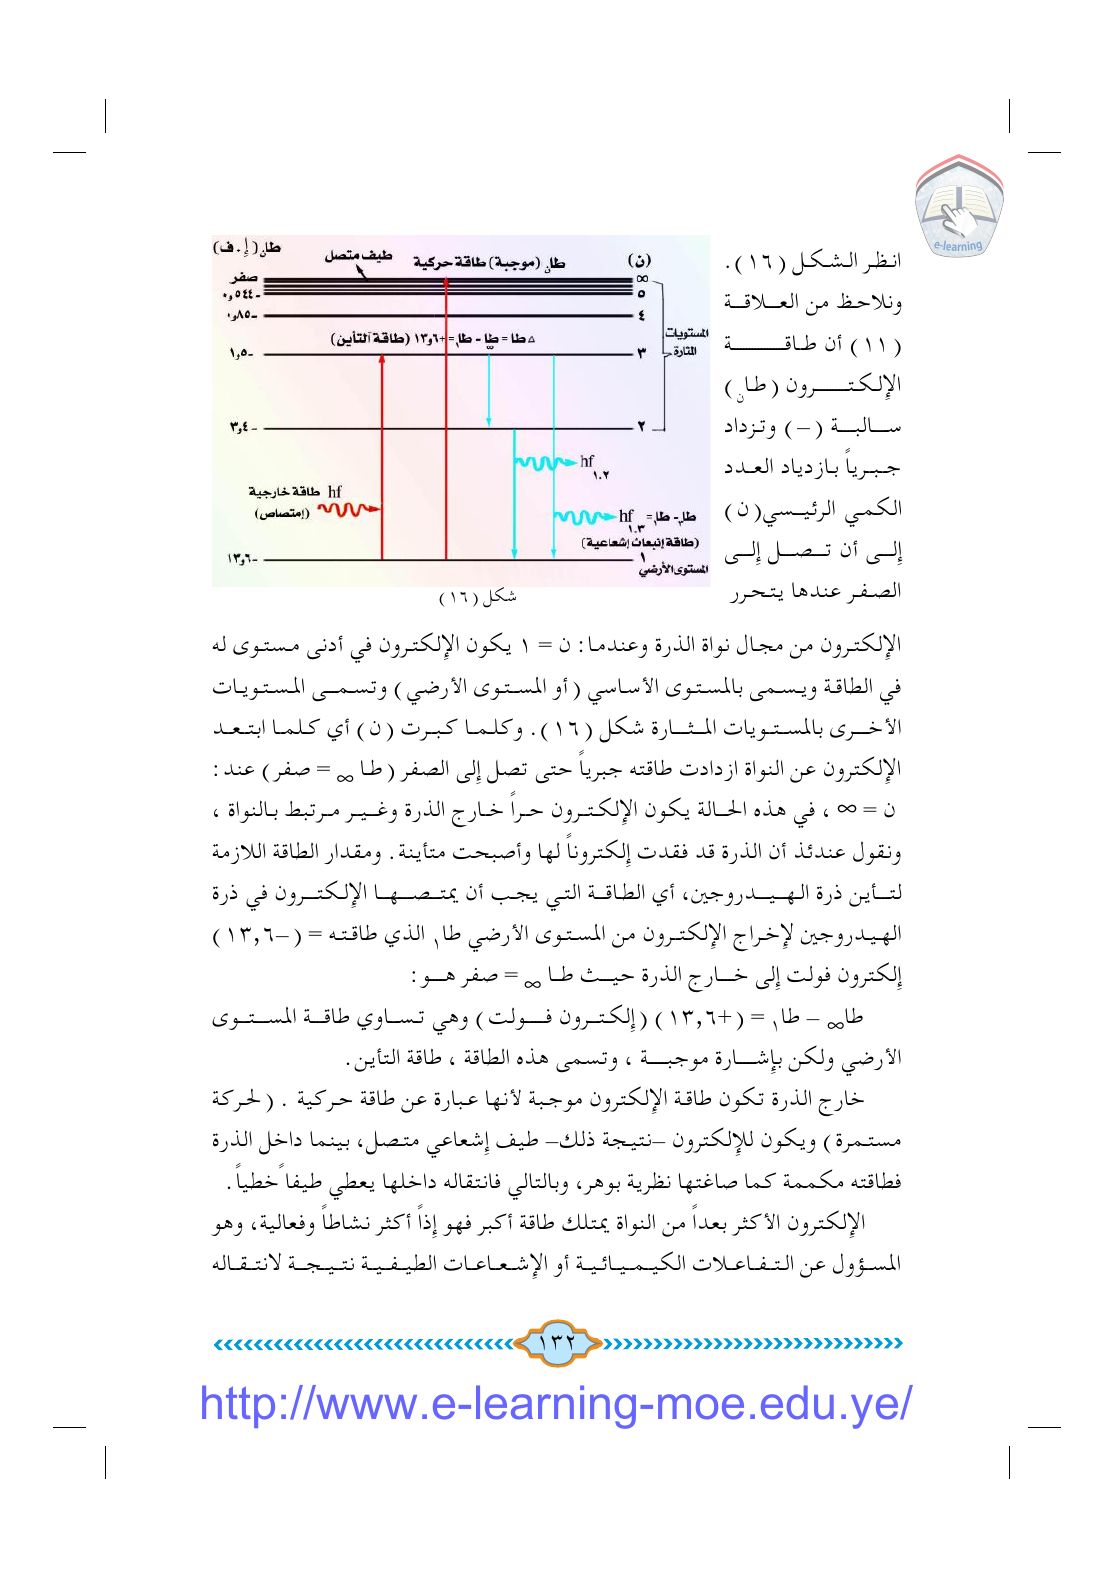 e-learning
انظر الشكل (١٦).
ونلاحظ من العلاقة
(١١) أن طاقة
الإلكترون (طان)
سالبة (–) وتزداد
جبرياً بازدياد العدد
الكمي الرئيسي(ن)
إلى أن تصل إلى
الصفر عندها يتحرر
طان (إ. ف)
طيف متصل
طان (موجبة) طاقة حركية
(ن)
صفر
∞
-٠,٥٤٤
٥
-٠,٨٥
٤
المستويات
المثارة
∆ طا = طا∞ - طا١ = +١٣,٦ (طاقة التأين)
-١,٥
٣
-٣,٤
٢
hf١.٢
طاقة خارجية hf
(إمتصاص)
hf١.٣ = طا٣ - طا١
(طاقة إنبعاث إشعاعية)
-١٣,٦
١
المستوى الأرضي
شكل (١٦)
الإلكترون من مجال نواة الذرة وعندما: ن = ١ يكون الإلكترون في أدنى مستوى له
في الطاقة ويسمى بالمستوى الأساسي (أو المستوى الأرضي) وتسمى المستويات
الأخرى بالمستويات المثارة شكل (١٦). وكلما كبرت (ن) أي كلما ابتعد
الإلكترون عن النواة ازدادت طاقته جبرياً حتى تصل إلى الصفر (طا∞ = صفر) عند:
ن = ∞ ، في هذه الحالة يكون الإلكترون حراً خارج الذرة وغير مرتبط بالنواة ،
ونقول عندئذ أن الذرة قد فقدت إلكتروناً لها وأصبحت متأينة. ومقدار الطاقة اللازمة
لتأين ذرة الهيدروجين، أي الطاقة التي يجب أن يمتصها الإلكترون في ذرة
الهيدروجين لإخراج الإلكترون من المستوى الأرضي طا١ الذي طاقته = (–١٣,٦)
إلكترون فولت إلى خارج الذرة حيث طا∞ = صفر هو:
طا∞ – طا١ = (+١٣,٦) (إلكترون فولت) وهي تساوي طاقة المستوى
الأرضي ولكن بإشارة موجبة ، وتسمى هذه الطاقة ، طاقة التأين.
خارج الذرة تكون طاقة الإلكترون موجبة لأنها عبارة عن طاقة حركية . (لحركة
مستمرة) ويكون للإلكترون –نتيجة ذلك– طيف إشعاعي متصل، بينما داخل الذرة
فطاقته مكممة كما صاغتها نظرية بوهر، وبالتالي فانتقاله داخلها يعطي طيفاً خطياً.
الإلكترون الأكثر بعداً من النواة يمتلك طاقة أكبر فهو إذاً أكثر نشاطاً وفعالية، وهو
المسؤول عن التفاعلات الكيميائية أو الإشعاعات الطيفية نتيجة لانتقاله
١٣٢
http://www.e-learning-moe.edu.ye/